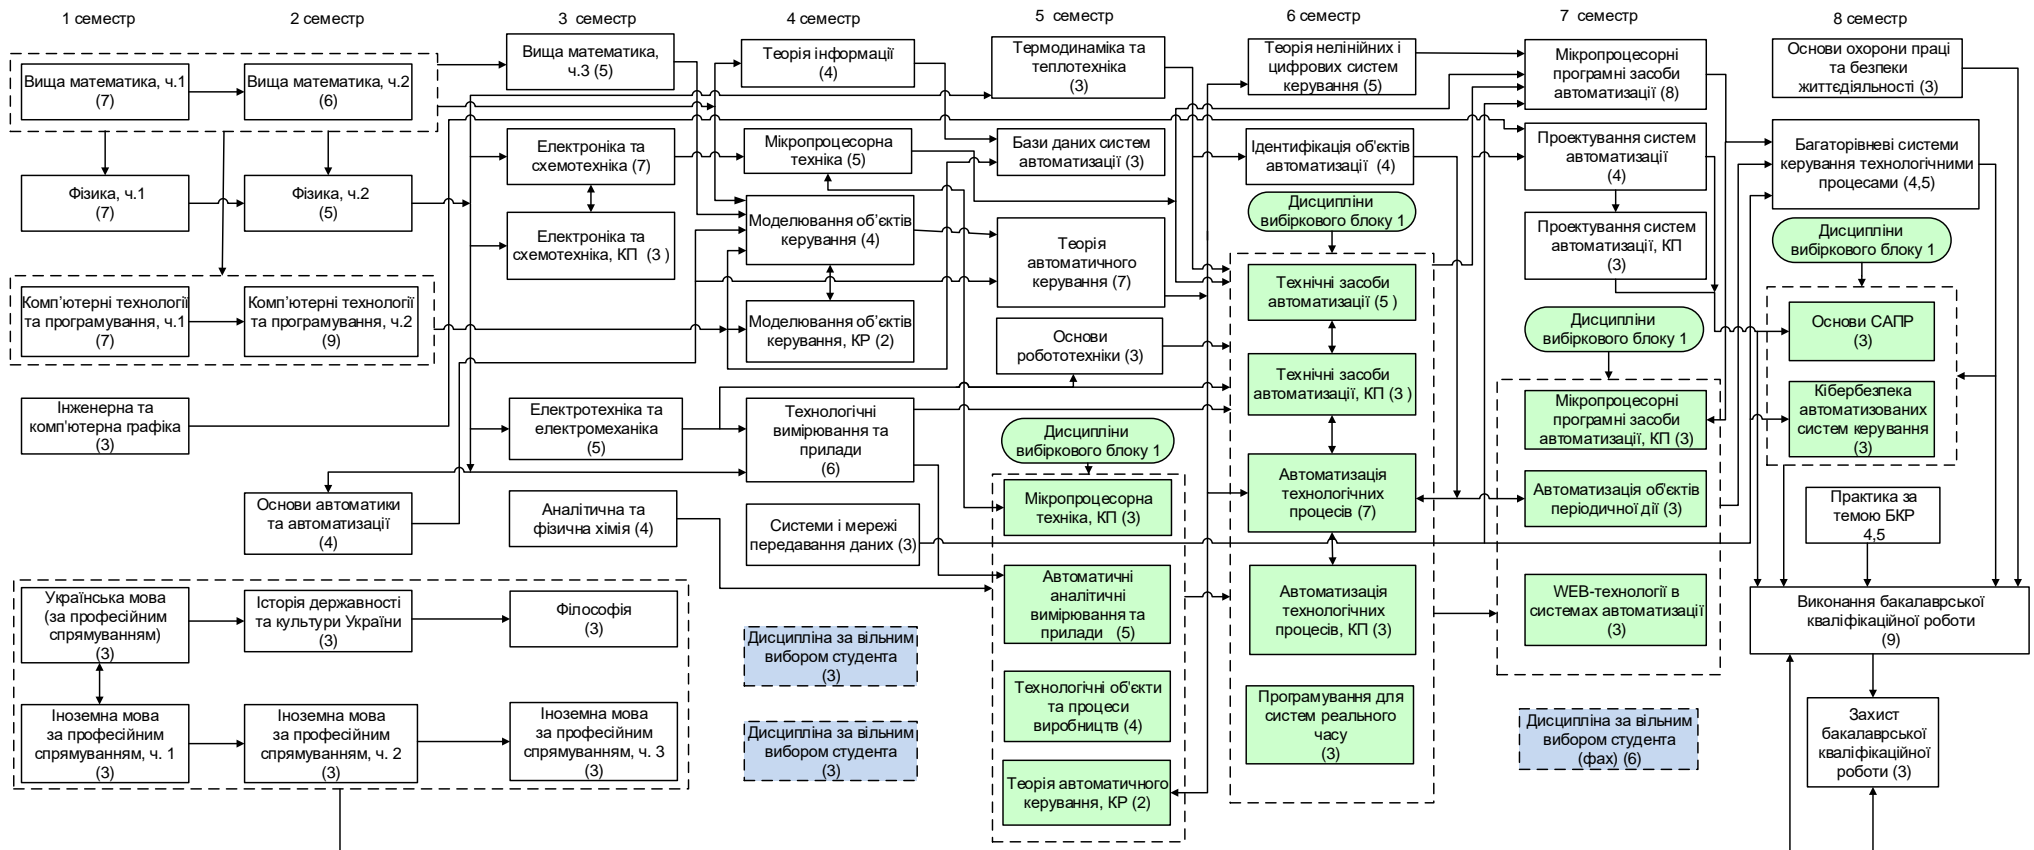 1 семестр
2 семестр
3 семестр
4 семестр
5 семестр
6 семестр
7 семестр
8 семестр
Вища математика, ч.1
(7)
Вища математика, ч.2
(6)
Фізика, ч.1
(7)
Фізика, ч.2
(5)
Комп'ютерні технології
та програмування, ч.1
(7)
Комп'ютерні технології
та програмування, ч.2
(9)
Інженерна та
комп'ютерна графіка
(3)
Основи автоматики
та автоматизації
(4)
Українська мова
(за професійним
спрямуванням)
(3)
Історія державності
та культури України
(3)
Філософія
(3)
Іноземна мова
за професійним
спрямуванням, ч. 1
(3)
Іноземна мова
за професійним
спрямуванням, ч. 2
(3)
Іноземна мова
за професійним
спрямуванням, ч. 3
(3)
Вища математика,
ч.3 (5)
Електроніка та
схемотехніка (7)
Електроніка та
схемотехніка, КП (3 )
Електротехніка та
електромеханіка
(5)
Аналітична та
фізична хімія (4)
Теорія інформації
(4)
Мікропроцесорна
техніка (5)
Моделювання об'єктів
керування (4)
Моделювання об'єктів
керування, КР (2)
Технологічні
вимірювання та
прилади
(6)
Системи і мережі
передавання даних (3)
Дисципліна за вільним
вибором студента
(3)
Дисципліна за вільним
вибором студента
(3)
Термодинаміка та
теплотехніка
(3)
Бази даних систем
автоматизації (3)
Теорія
автоматичного
керування (7)
Основи
робототехніки (3)
Дисципліни
вибіркового блоку 1
Мікропроцесорна
техніка, КП (3)
Автоматичні
аналітичні
вимірювання та
прилади (5)
Технологічні об'єкти
та процеси
виробництв (4)
Теорія автоматичного
керування, КР (2)
Теорія нелінійних і
цифрових систем
керування (5)
Ідентифікація об'єктів
автоматизації (4)
Дисципліни
вибіркового блоку 1
Технічні засоби
автоматизації (5 )
Технічні засоби
автоматизації, КП (3 )
Автоматизація
технологічних
процесів (7)
Автоматизація
технологічних
процесів, КП (3)
Програмування для
систем реального
часу
(3)
Мікропроцесорні
програмні засоби
автоматизації (8)
Проектування систем
автоматизації
(4)
Проектування систем
автоматизації, КП
(3)
Дисципліни
вибіркового блоку 1
Мікропроцесорні
програмні засоби
автоматизації, КП (3)
Автоматизація об'єктів
періодичної дії (3)
WEB-технології в
системах автоматизації
(3)
Дисципліна за вільним
вибором студента
(фах) (6)
Основи охорони праці
та безпеки
життєдіяльності (3)
Багаторівневі системи
керування технологічними
процесами (4,5)
Дисципліни
вибіркового блоку 1
Основи САПР
(3)
Кібербезпека
автоматизованих
систем керування
(3)
Практика за
темою БКР
4,5
Виконання бакалаврської
кваліфікаційної роботи
(9)
Захист
бакалаврської
кваліфікаційної
роботи (3)